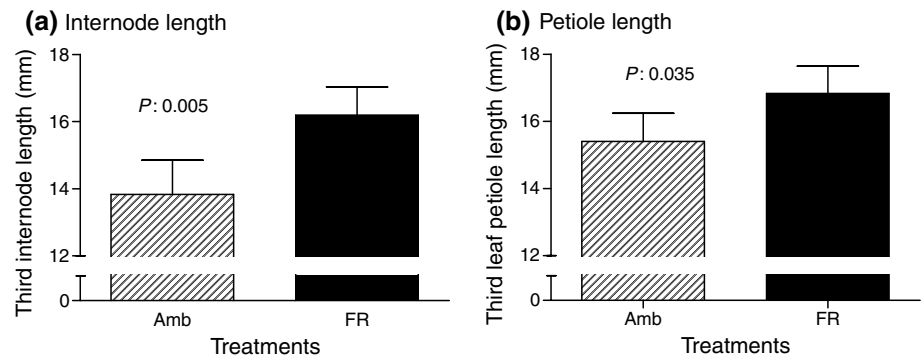 (a) Internode length
Third internode length (mm)
18
16
14
12
0
P: 0.005
Amb
FR
Treatments
(b) Petiole length
Third leaf petiole length (mm)
18
16
14
12
0
P: 0.035
Amb
FR
Treatments